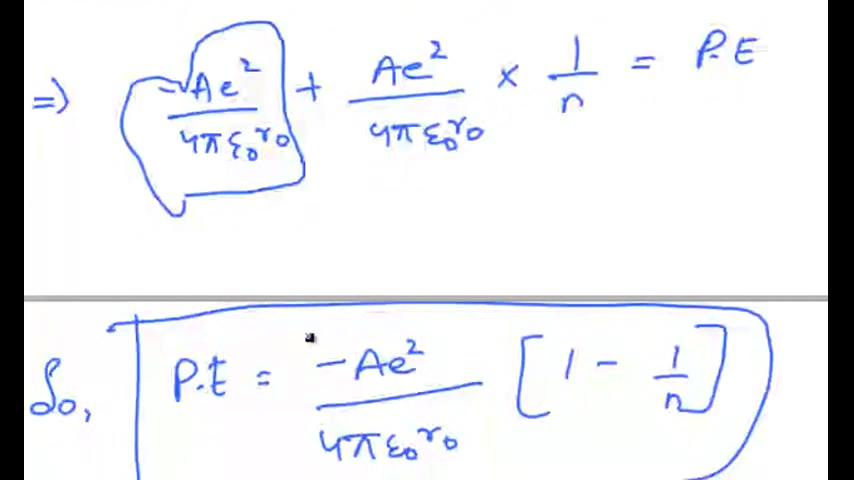 => -Ae²/4πε₀r₀ + Ae²/4πε₀r₀ × 1/n = P.E
So, P.E = -Ae²/4πε₀r₀ [1 - 1/n]